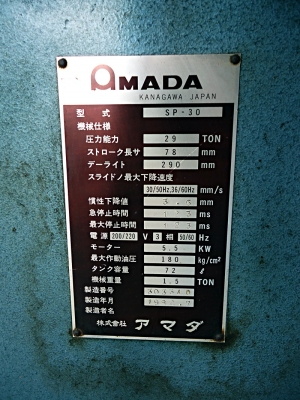 AMADA
KANAGAWA JAPAN
型式 SP-30
機械仕様
圧力能力 29 TON
ストローク長サ 78 mm
デーライト 290 mm
スライドノ最大下降速度
30/50Hz,36/60Hz mm/s
慣性下降値 mm
急停止時間 ms
最大停止時間 ms
電源 200/220 V 3 相 50/60 Hz
モーター 5.5 KW
最大作動油圧 180 kg/cm²
タンク容量 72 ℓ
機械重量 1.5 TON
製造番号
製造年月
製造者名
株式会社 アマダ